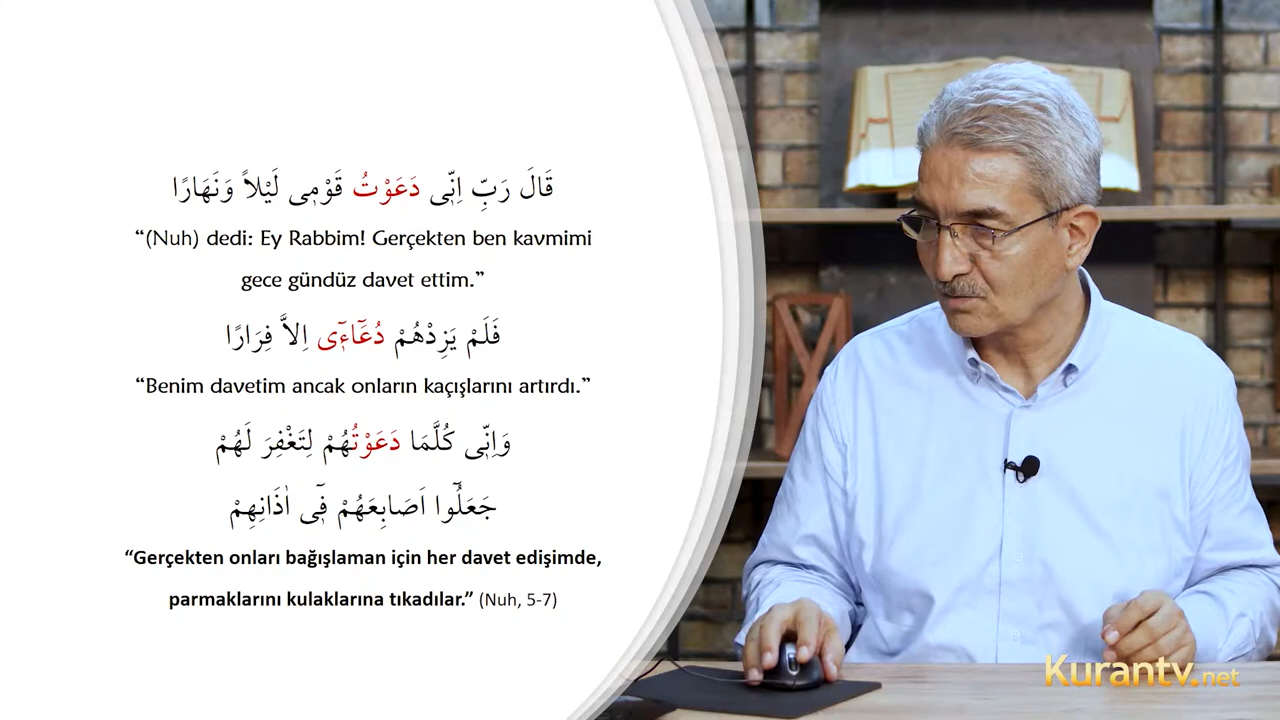 قَالَ رَبِّ اِنّ۪ى دَعَوْتُ قَوْم۪ى لَيْلاً وَنَهَارًا
“(Nuh) dedi: Ey Rabbim! Gerçekten ben kavmimi
gece gündüz davet ettim.”
فَلَمْ يَزِدْهُمْ دُعَٓاء۪ٓى اِلاَّ فِرَارًا
“Benim davetim ancak onların kaçışlarını artırdı.”
وَاِنّ۪ى كُلَّمَا دَعَوْتُهُمْ لِتَغْفِرَ لَهُمْ
جَعَلُٓوا اَصَابِعَهُمْ ف۪ٓى اٰذَانِهِمْ
“Gerçekten onları bağışlaman için her davet edişimde,
parmaklarını kulaklarına tıkadılar.” (Nuh, 5-7)
Kurantv.net